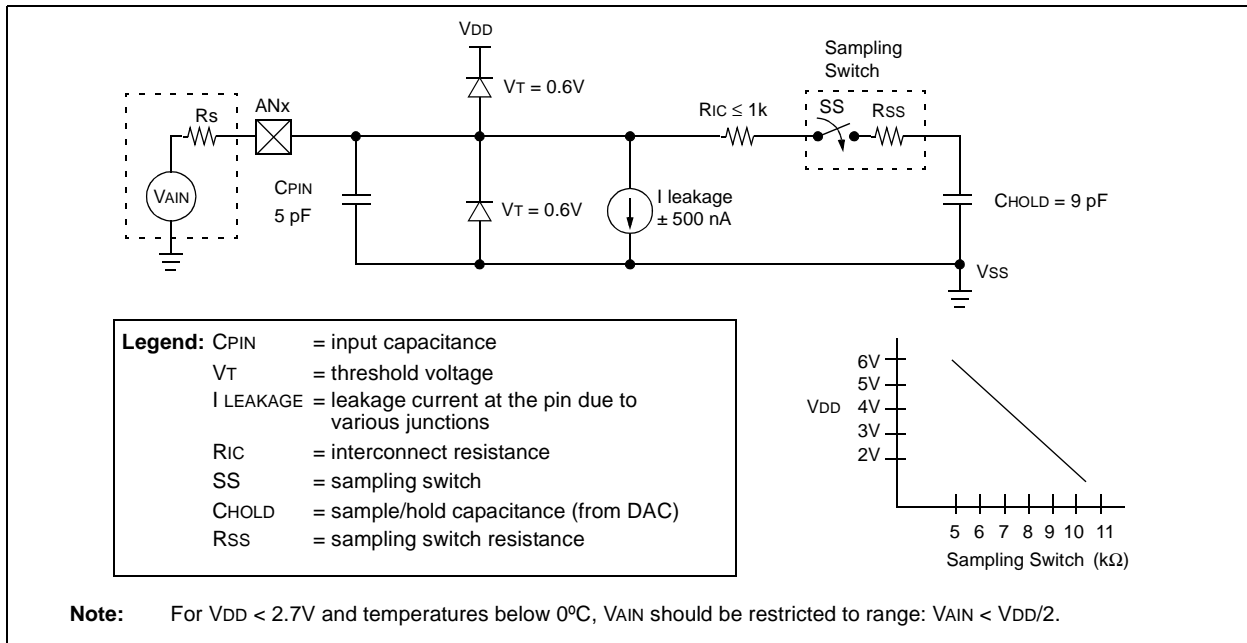 VDD
Sampling
Switch
VT = 0.6V
ANx
RS
RIC ≤ 1k
SS
RSS
VAIN
CPIN
5 pF
VT = 0.6V
I leakage
± 500 nA
CHOLD = 9 pF
VSS
Legend: CPIN = input capacitance
VT = threshold voltage
I LEAKAGE = leakage current at the pin due to
various junctions
RIC = interconnect resistance
SS = sampling switch
CHOLD = sample/hold capacitance (from DAC)
RSS = sampling switch resistance
6V
5V
VDD 4V
3V
2V
5 6 7 8 9 10 11
Sampling Switch (kΩ)
Note: For VDD < 2.7V and temperatures below 0ºC, VAIN should be restricted to range: VAIN < VDD/2.